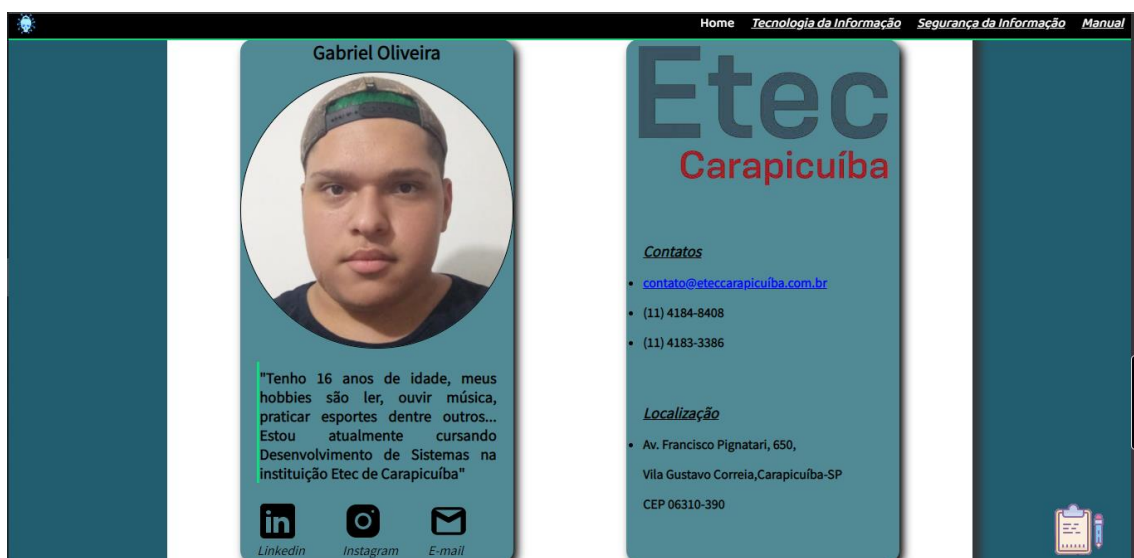 Home Tecnologia da Informação Segurança da Informação Manual
Gabriel Oliveira
"Tenho 16 anos de idade, meus
hobbies são ler, ouvir música,
praticar esportes dentre outros...
Estou atualmente cursando
Desenvolvimento de Sistemas na
instituição Etec de Carapicuíba"
Linkedin Instagram E-mail
Etec
Carapicuíba
Contatos
contato@eteccarapicuíba.com.br
(11) 4184-8408
(11) 4183-3386
Localização
Av. Francisco Pignatari, 650,
Vila Gustavo Correia,Carapicuíba-SP
CEP 06310-390